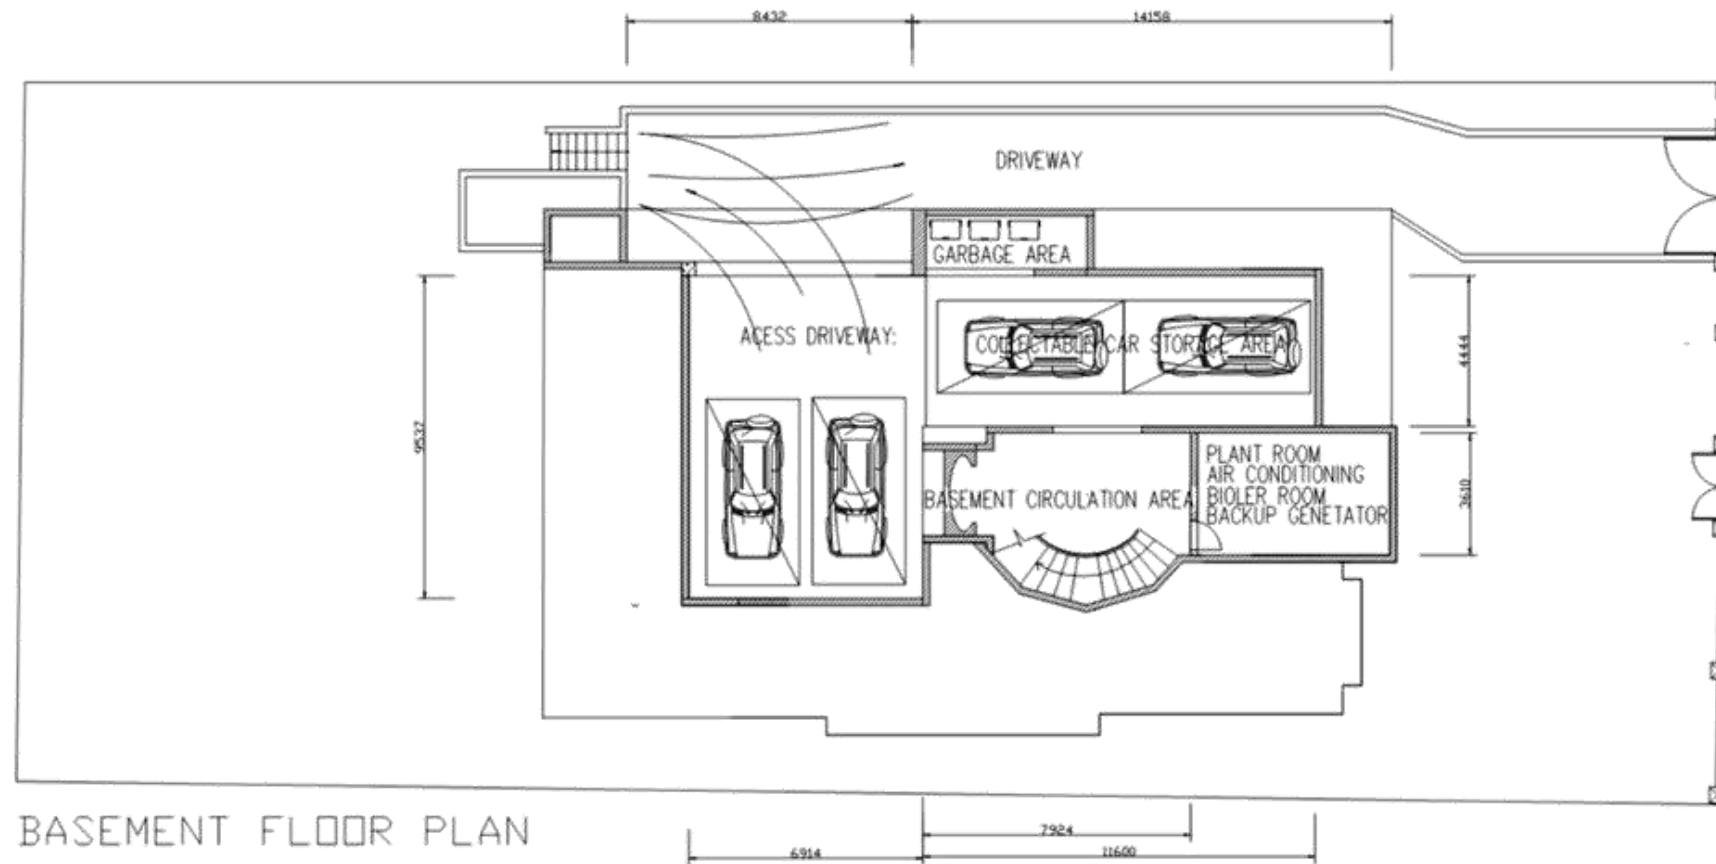 8432
14158
DRIVEWAY
GARBAGE AREA
ACESS DRIVEWAY:
COLLECTABLE CAR STORAGE AREA
4444
9537
PLANT ROOM
AIR CONDITIONING
BIOLER ROOM
BACKUP GENETATOR
BASEMENT CIRCULATION AREA
3610
BASEMENT FLOOR PLAN
7924
6914
11600